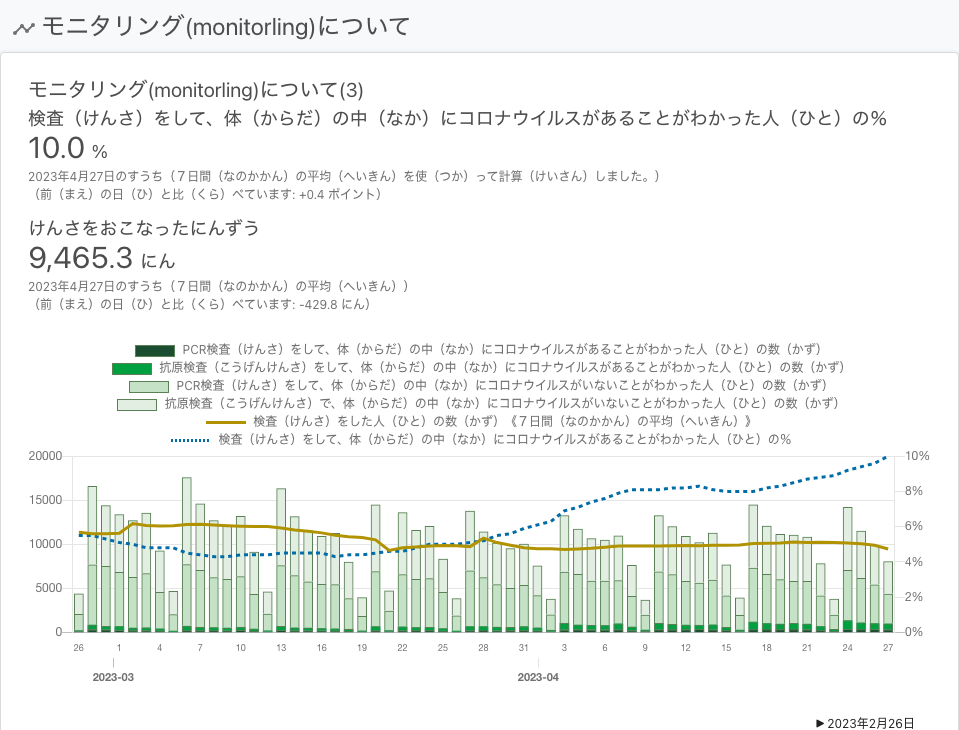 モニタリング(monitorling)について
モニタリング(monitorling)について(3)
検査（けんさ）をして、体（からだ）の中（なか）にコロナウイルスがあることがわかった人（ひと）の%
10.0 %
2023年4月27日のすうち（７日間（なのかかん）の平均（へいきん）を使（つか）って計算（けいさん）しました。）
（前（まえ）の日（ひ）と比（くら）べています: +0.4 ポイント）
けんさをおこなったにんずう
9,465.3 にん
2023年4月27日のすうち（７日間（なのかかん）の平均（へいきん））
（前（まえ）の日（ひ）と比（くら）べています: -429.8 にん）
PCR検査（けんさ）をして、体（からだ）の中（なか）にコロナウイルスがあることがわかった人（ひと）の数（かず）
抗原検査（こうげんけんさ）をして、体（からだ）の中（なか）にコロナウイルスがあることがわかった人（ひと）の数（かず）
PCR検査（けんさ）をして、体（からだ）の中（なか）にコロナウイルスがいないことがわかった人（ひと）の数（かず）
抗原検査（こうげんけんさ）で、体（からだ）の中（なか）にコロナウイルスがいないことがわかった人（ひと）の数（かず）
検査（けんさ）をした人（ひと）の数（かず）《７日間（なのかかん）の平均（へいきん）》
検査（けんさ）をして、体（からだ）の中（なか）にコロナウイルスがあることがわかった人（ひと）の%
20000 10%
15000 8%
10000 6%
5000 4%
0 2%
0%
26 1 4 7 10 13 16 19 22 25 28 31 3 6 9 12 15 18 21 24 27
2023-03 2023-04
▶ 2023年2月26日